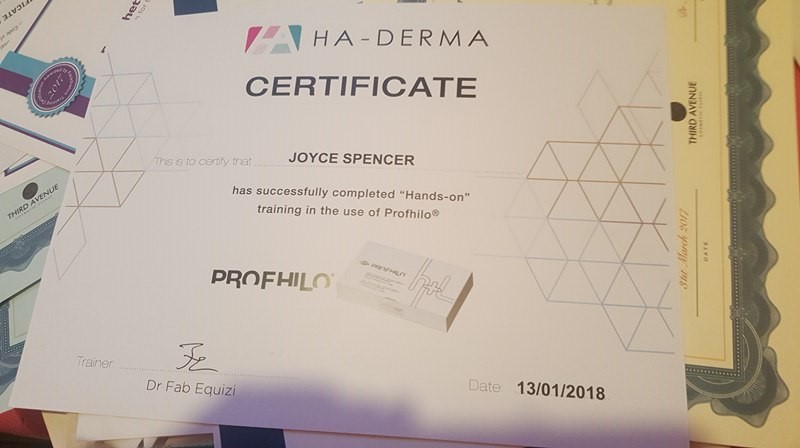 HA-DERMA
CERTIFICATE
This is to certify that JOYCE SPENCER
has successfully completed "Hands-on"
training in the use of Profhilo®
PROFHILO®
PROFHILO
h+L
Trainer
Dr Fab Equizi
Date 13/01/2018
2017
THIRD AVENUE
THIRD AVENUE
31st March 2017
DATE